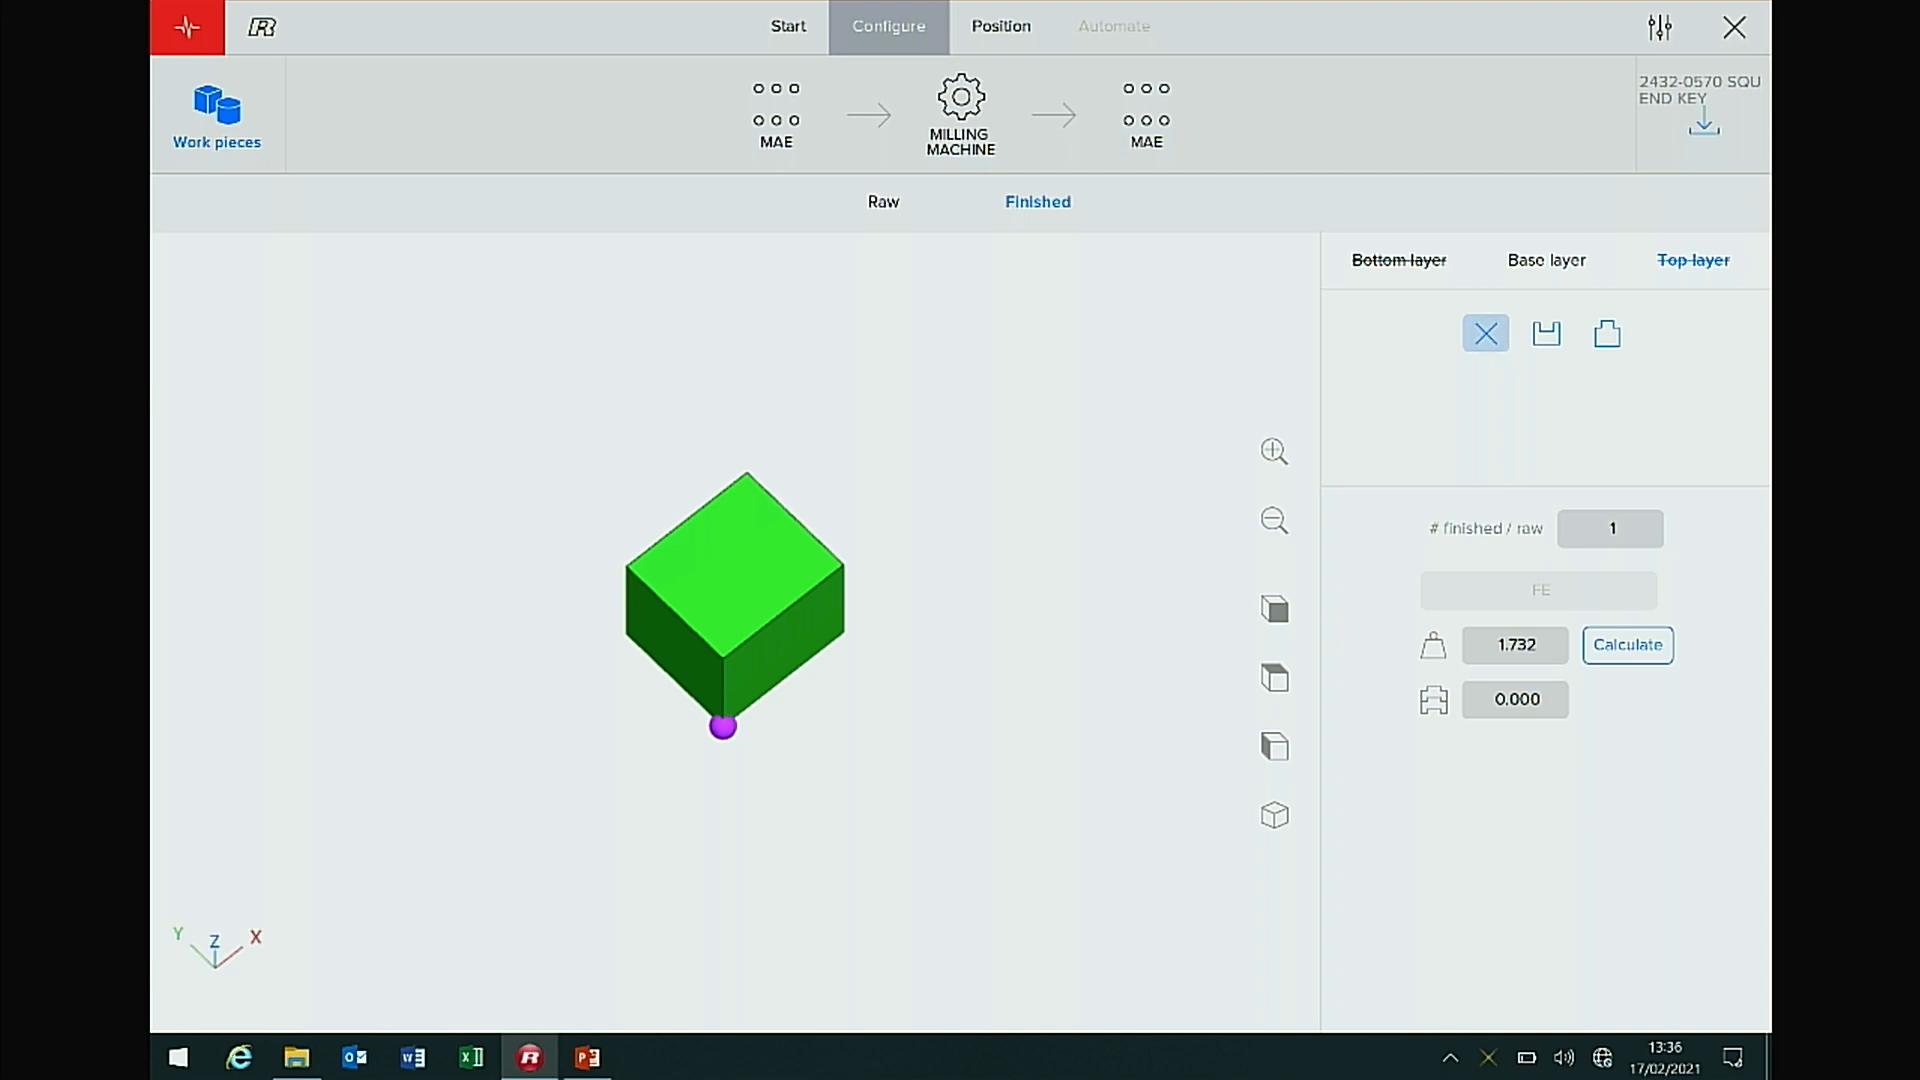 Start
Configure
Position
Automate
Work pieces
MAE
MILLING
MACHINE
MAE
2432-0570 SQU
END KEY
Raw
Finished
Bottom layer
Base layer
Top layer
# finished / raw
1
FE
1.732
Calculate
0.000
Y
Z
X
13:36
17/02/2021